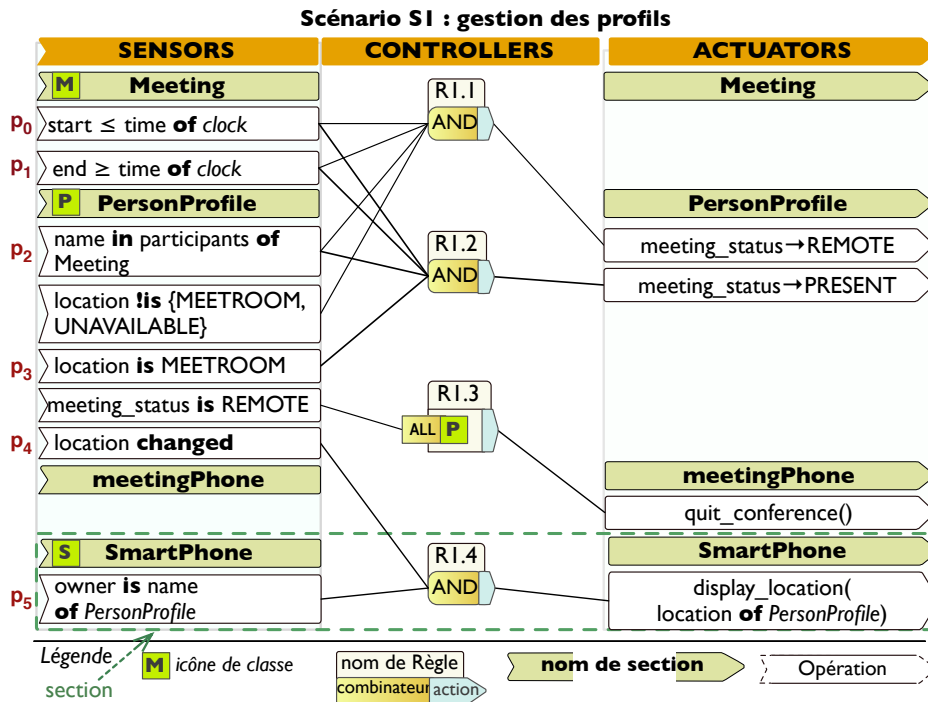 Scénario S1 : gestion des profils
SENSORS CONTROLLERS ACTUATORS
M Meeting R1.1 Meeting
p0 start ≤ time of clock AND
p1 end ≥ time of clock
P PersonProfile PersonProfile
p2 name in participants of Meeting R1.2 meeting_status→REMOTE
AND meeting_status→PRESENT
location !is {MEETROOM,
UNAVAILABLE}
p3 location is MEETROOM
meeting_status is REMOTE R1.3
ALL P
p4 location changed
meetingPhone meetingPhone
quit_conference()
S SmartPhone R1.4 SmartPhone
p5 owner is name AND display_location(
of PersonProfile location of PersonProfile)
Légende M icône de classe nom de Règle nom de section Opération
section combinateur action